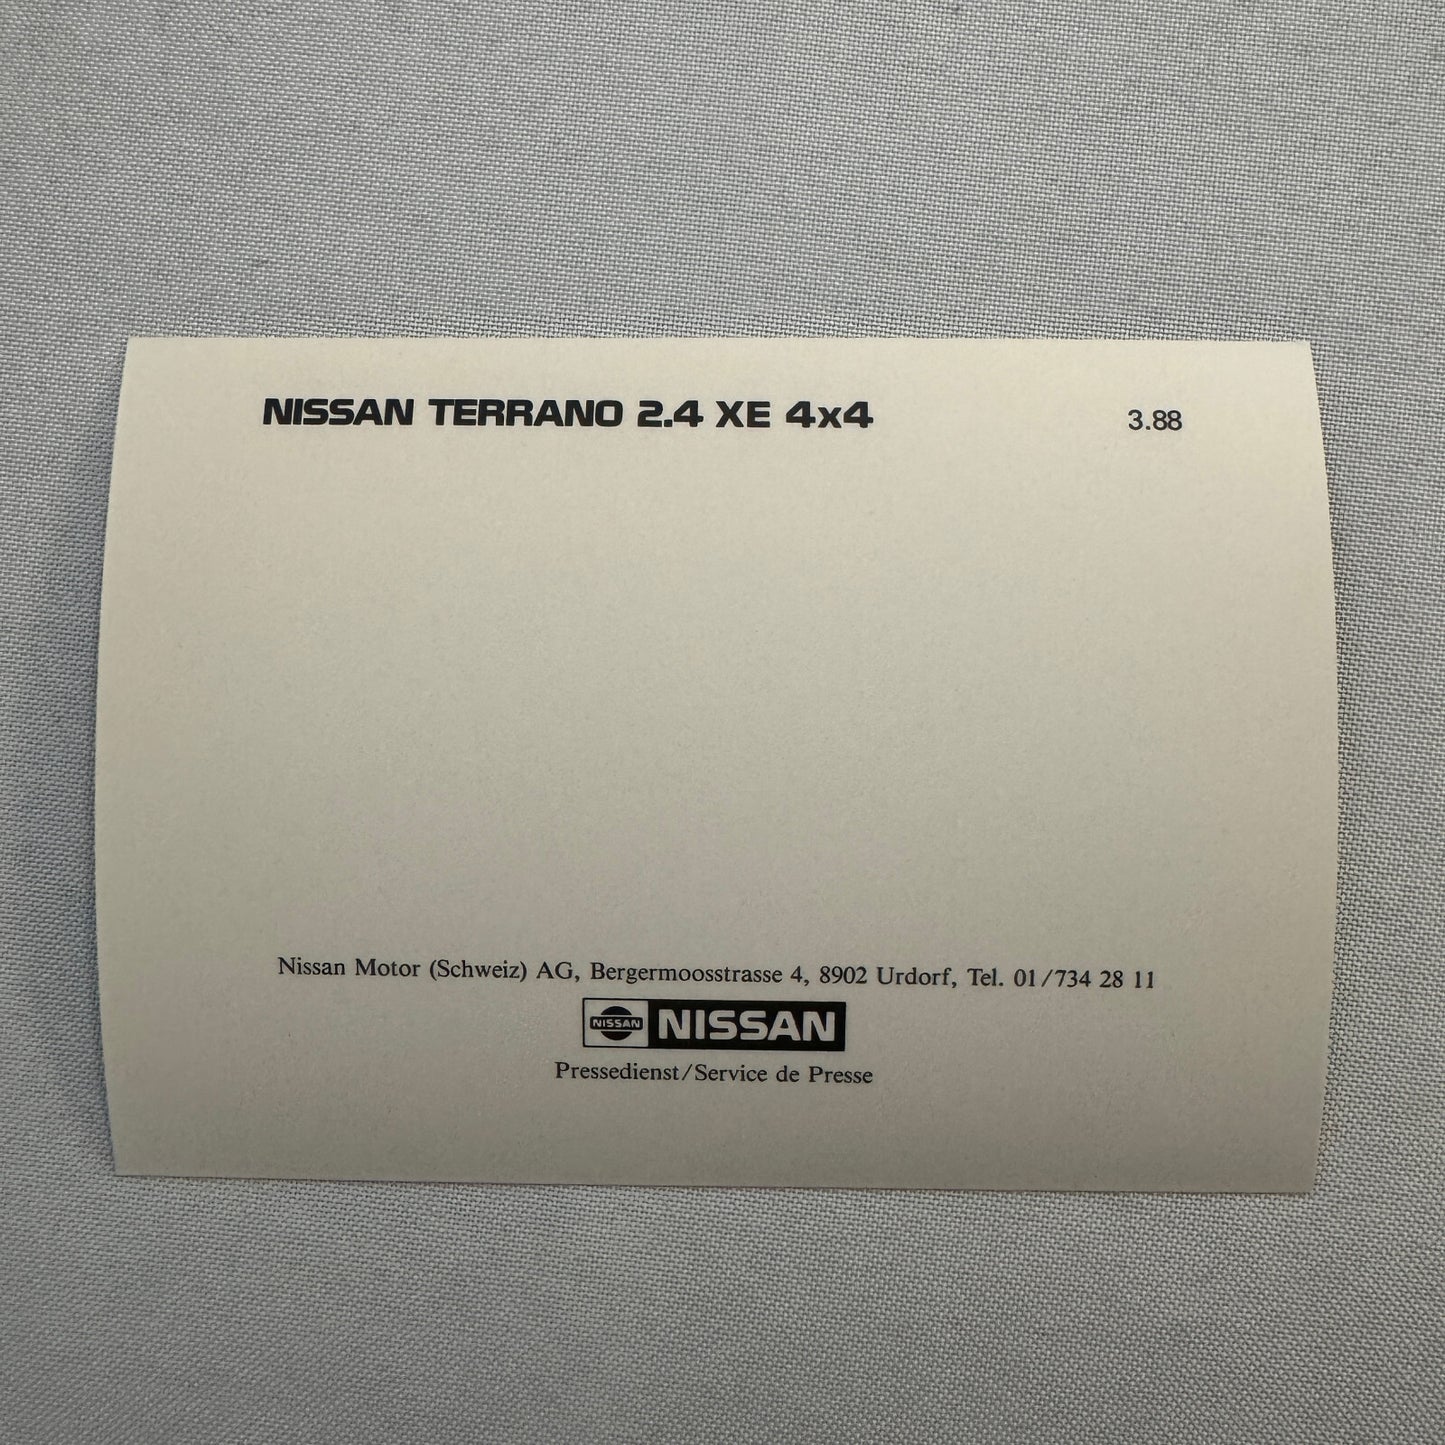 NISSAN TERRANO 2.4 XE 4x4 3.88
Nissan Motor (Schweiz) AG, Bergermoosstrasse 4, 8902 Urdorf, Tel. 01/734 28 11
NISSAN NISSAN
Pressedienst/Service de Presse